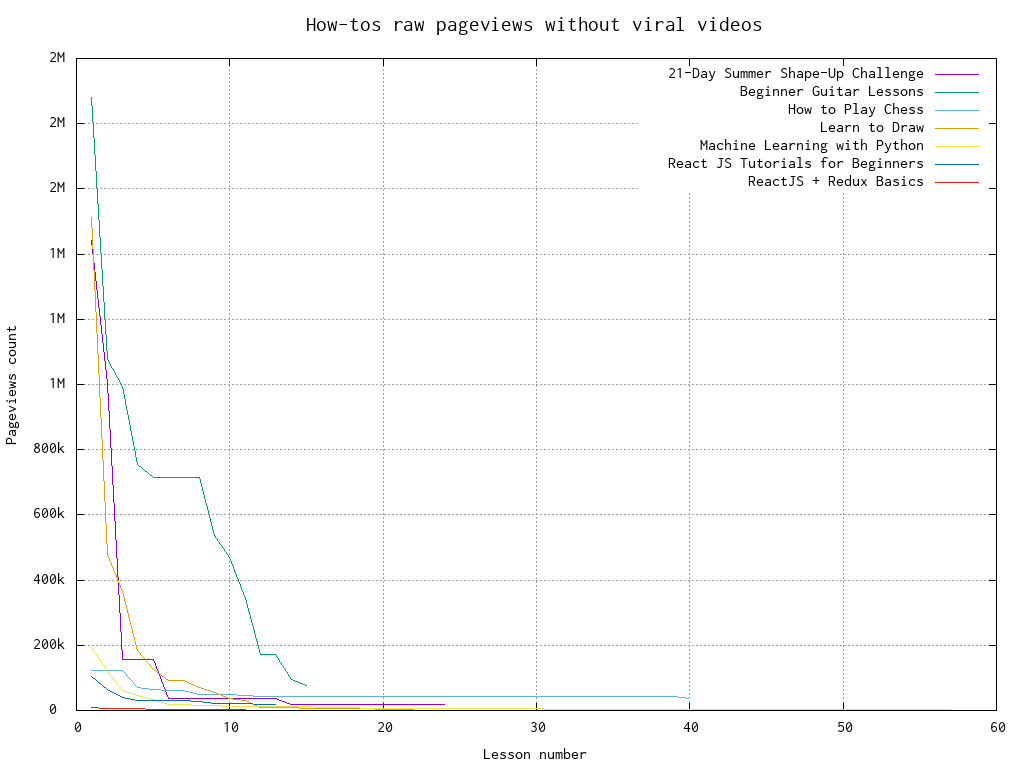 How-tos raw pageviews without viral videos
2M
2M
2M
1M
1M
1M
800k
600k
400k
200k
0
Pageviews count
21-Day Summer Shape-Up Challenge
Beginner Guitar Lessons
How to Play Chess
Learn to Draw
Machine Learning with Python
React JS Tutorials for Beginners
ReactJS + Redux Basics
0 10 20 30 40 50 60
Lesson number